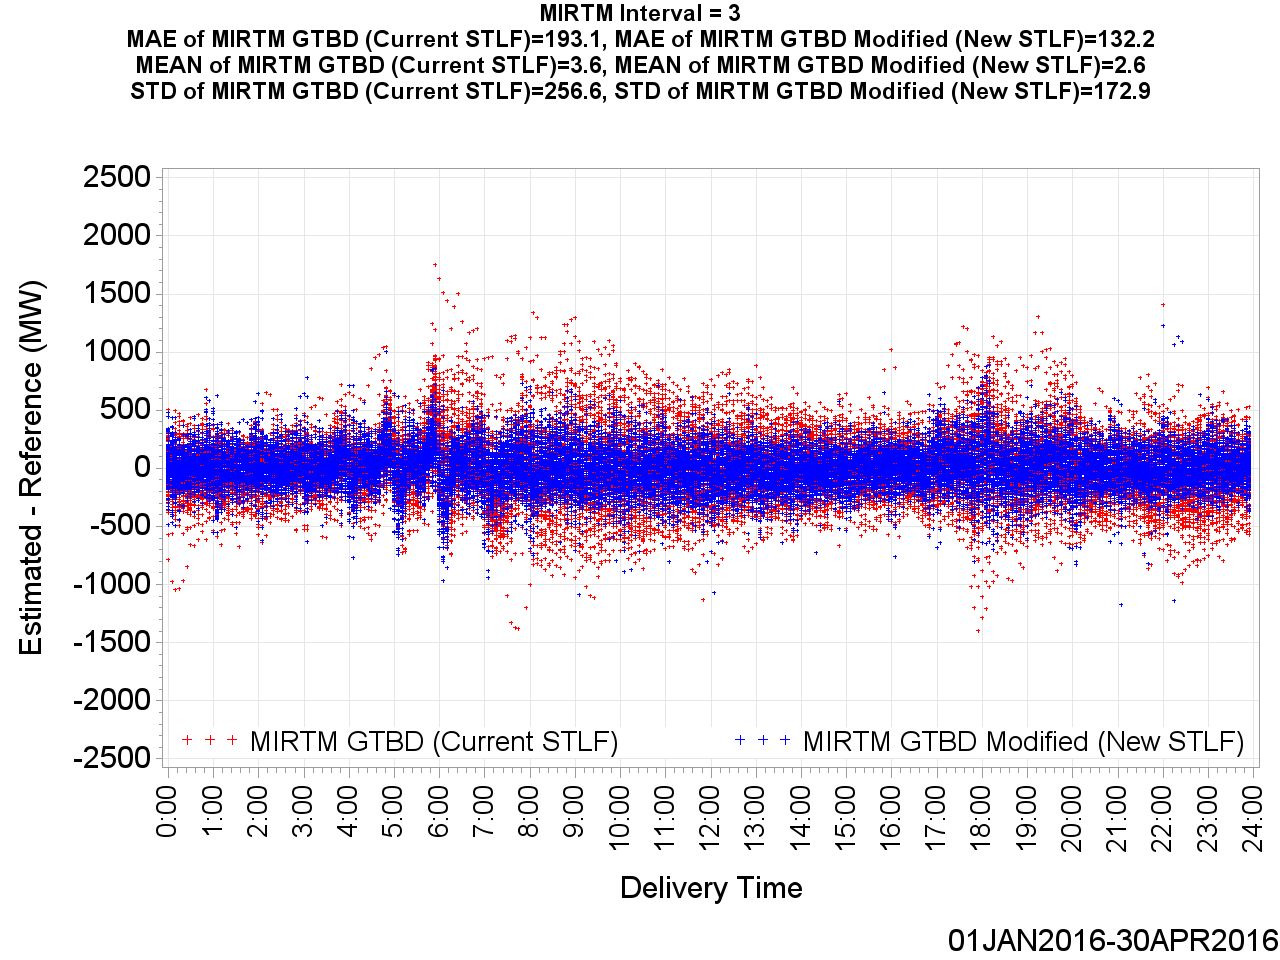 MIRTM Interval = 3
MAE of MIRTM GTBD (Current STLF)=193.1, MAE of MIRTM GTBD Modified (New STLF)=132.2
MEAN of MIRTM GTBD (Current STLF)=3.6, MEAN of MIRTM GTBD Modified (New STLF)=2.6
STD of MIRTM GTBD (Current STLF)=256.6, STD of MIRTM GTBD Modified (New STLF)=172.9
Estimated - Reference (MW)
2500
2000
1500
1000
500
0
-500
-1000
-1500
-2000
-2500
MIRTM GTBD (Current STLF) MIRTM GTBD Modified (New STLF)
0:00 1:00 2:00 3:00 4:00 5:00 6:00 7:00 8:00 9:00 10:00 11:00 12:00 13:00 14:00 15:00 16:00 17:00 18:00 19:00 20:00 21:00 22:00 23:00 24:00
Delivery Time
01JAN2016-30APR2016